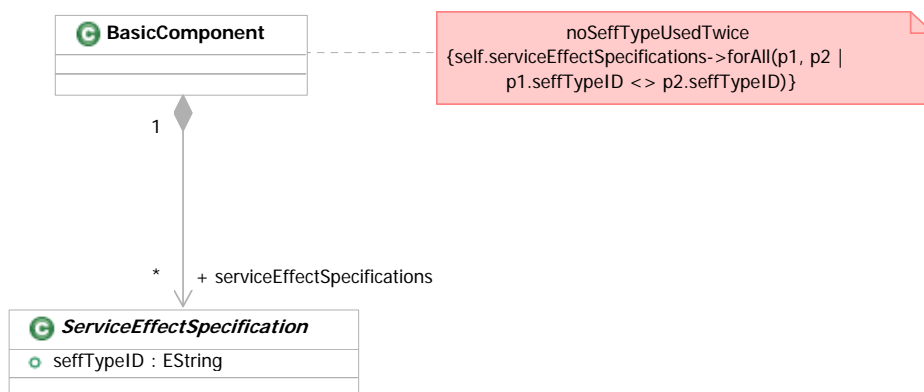 C BasicComponent
noSeffTypeUsedTwice
{self.serviceEffectSpecifications->forAll(p1, p2 |
p1.seffTypeID <> p2.seffTypeID)}
1
* + serviceEffectSpecifications
C ServiceEffectSpecification
seffTypeID : EString